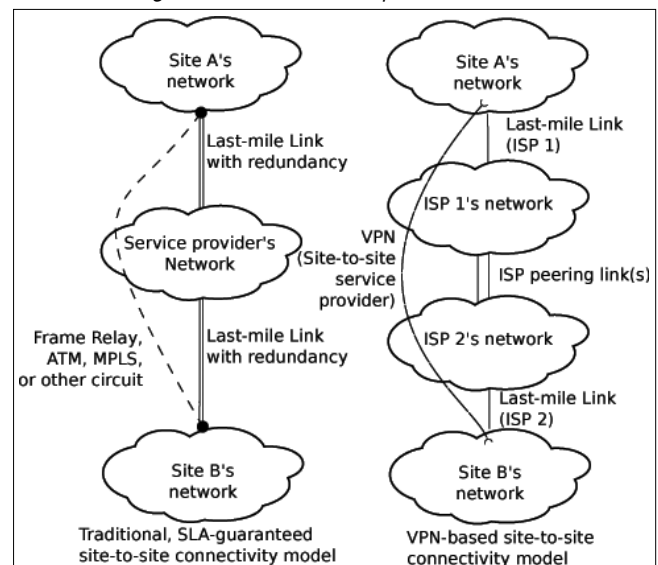 Site A's
network
Last-mile Link
with redundancy
Service provider's
Network
Frame Relay,
ATM, MPLS,
or other circuit
Last-mile Link
with redundancy
Site B's
network
Traditional, SLA-guaranteed
site-to-site connectivity model
Site A's
network
Last-mile Link
(ISP 1)
ISP 1's network
VPN
(Site-to-site
service
provider)
ISP peering link(s)
ISP 2's network
Last-mile Link
(ISP 2)
Site B's
network
VPN-based site-to-site
connectivity model